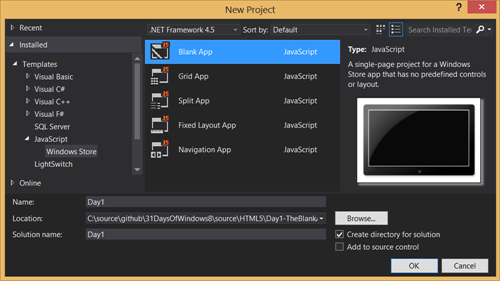 New Project
? ×
Recent
.NET Framework 4.5
Sort by: Default
Search Installed Te
Installed
Templates
Visual Basic
Visual C#
Visual C++
Visual F#
SQL Server
JavaScript
Windows Store
LightSwitch
Online
Blank App JavaScript
Grid App JavaScript
Split App JavaScript
Fixed Layout App JavaScript
Navigation App JavaScript
Type: JavaScript
A single-page project for a Windows
Store app that has no predefined controls
or layout.
Name: Day1
Location: C:\source\github\31DaysOfWindows8\source\HTML5\Day1-TheBlank
Browse...
Solution name: Day1
Create directory for solution
Add to source control
OK
Cancel